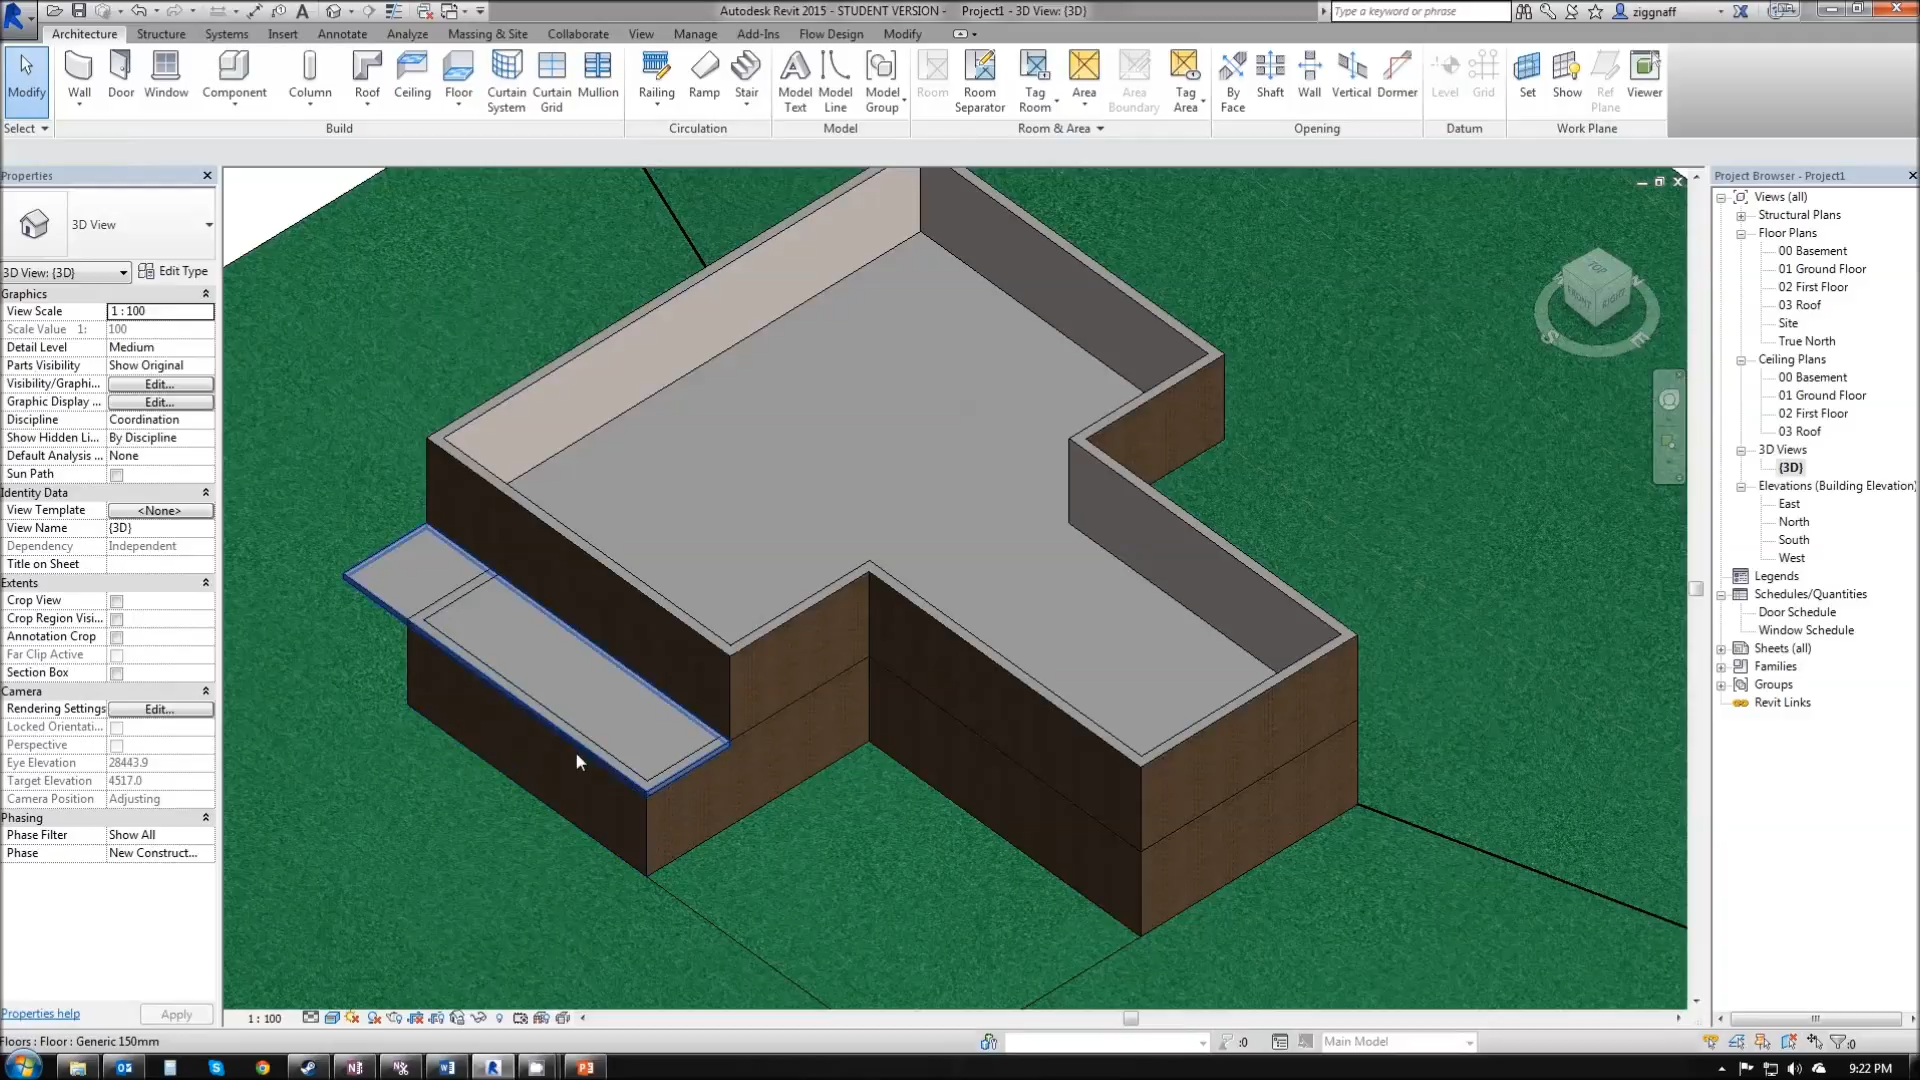 Autodesk Revit 2015 - STUDENT VERSION - Project1 - 3D View: {3D}
Type a keyword or phrase
ziggnaff
Architecture Structure Systems Insert Annotate Analyze Massing & Site Collaborate View Manage Add-Ins Flow Design Modify
Modify Wall Door Window Component Column Roof Ceiling Floor Curtain System Curtain Grid Mullion Railing Ramp Stair Model Text Model Line Model Group Room Room Separator Tag Room Area Area Boundary Tag Area By Face Shaft Wall Vertical Dormer Level Grid Set Show Ref Plane Viewer
Select Build Circulation Model Room & Area Opening Datum Work Plane
Properties
3D View
3D View: {3D} Edit Type
Graphics
View Scale 1 : 100
Scale Value 1: 100
Detail Level Medium
Parts Visibility Show Original
Visibility/Graphi... Edit...
Graphic Display ... Edit...
Discipline Coordination
Show Hidden Li... By Discipline
Default Analysis ... None
Sun Path
Identity Data
View Template <None>
View Name {3D}
Dependency Independent
Title on Sheet
Extents
Crop View
Crop Region Visi...
Annotation Crop
Far Clip Active
Section Box
Camera
Rendering Settings Edit...
Locked Orientati...
Perspective
Eye Elevation 28443.9
Target Elevation 4517.0
Camera Position Adjusting
Phasing
Phase Filter Show All
Phase New Construct...
Properties help Apply
TOP
FRONT RIGHT
S E
Project Browser - Project1
Views (all)
Structural Plans
Floor Plans
00 Basement
01 Ground Floor
02 First Floor
03 Roof
Site
True North
Ceiling Plans
00 Basement
01 Ground Floor
02 First Floor
03 Roof
3D Views
{3D}
Elevations (Building Elevation)
East
North
South
West
Legends
Schedules/Quantities
Door Schedule
Window Schedule
Sheets (all)
Families
Groups
Revit Links
1 : 100
Floors : Floor : Generic 150mm
:0
Main Model
:0
9:22 PM